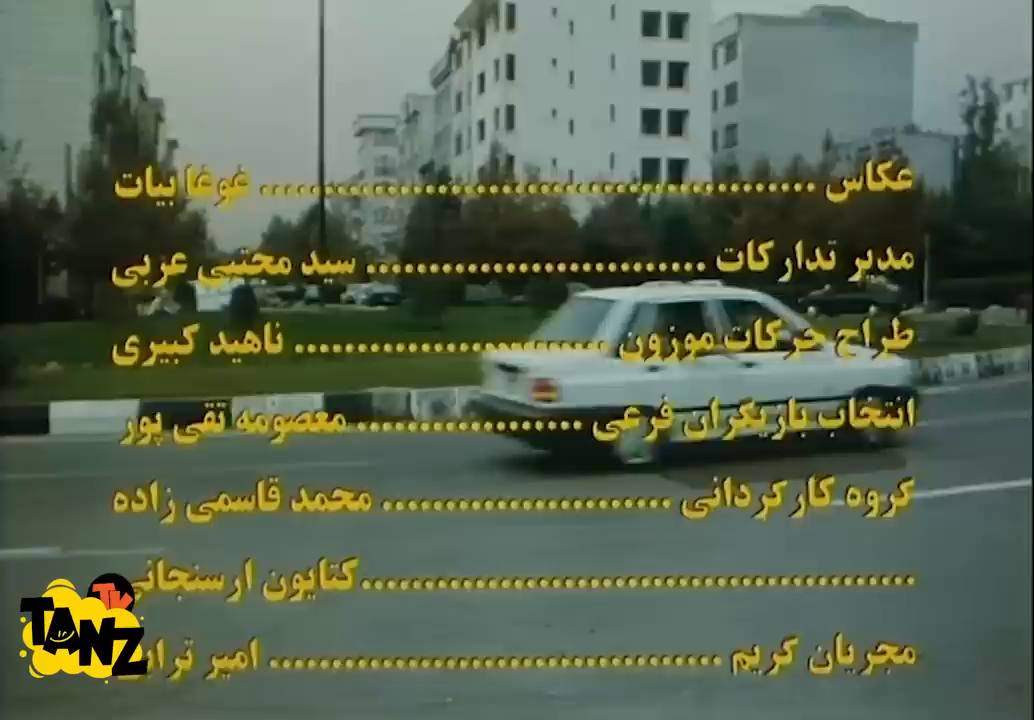 عکاس ............................................ غوغا بیات
مدیر تدارکات ........................... سید مجتبی عربی
طراح حرکات موزون ......................... ناهید کبیری
انتخاب بازیگران فرعی .................. معصومه تقی پور
گروه کارگردانی ....................... محمد قاسمی زاده
............................................کتایون ارسنجانی
مجریان گریم .................................... امیر
TANZ TV